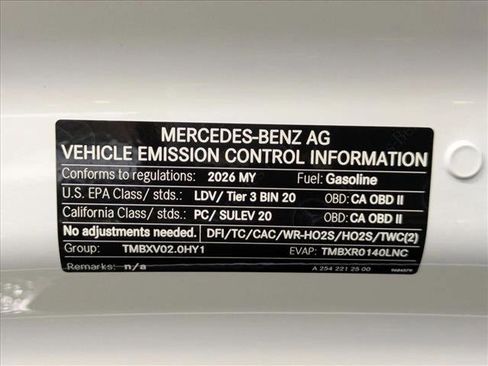 MERCEDES-BENZ AG
VEHICLE EMISSION CONTROL INFORMATION
Conforms to regulations: 2026 MY Fuel: Gasoline
U.S. EPA Class/ stds.: LDV/ Tier 3 BIN 20 OBD: CA OBD II
California Class/ stds.: PC/ SULEV 20 OBD: CA OBD II
No adjustments needed. DFI/TC/CAC/WR-HO2S/HO2S/TWC(2)
Group: TMBXV02.0HY1 EVAP: TMBXR0140LNC
Remarks: n/a A 254 221 25 00